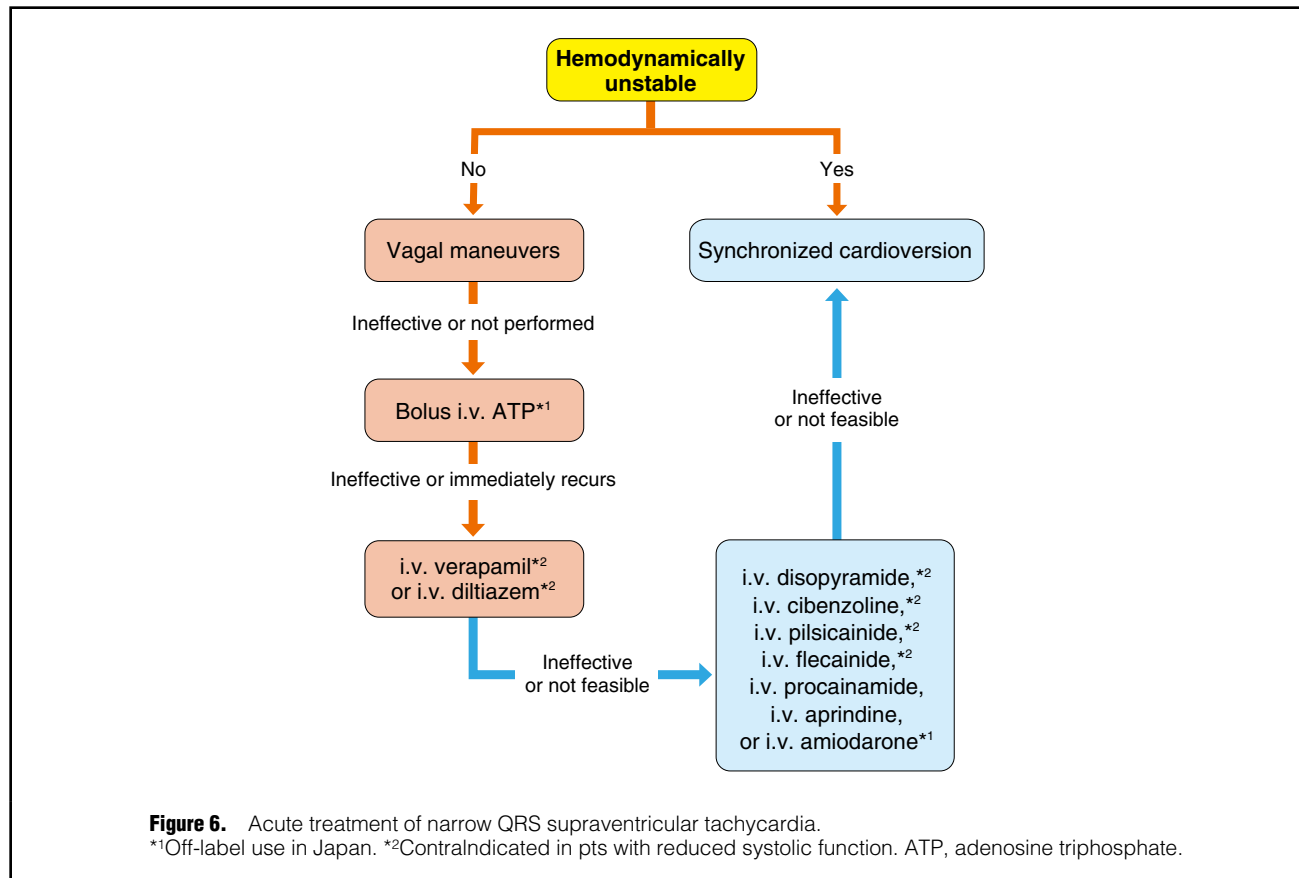 Hemodynamically
unstable
No
Yes
Vagal maneuvers
Synchronized cardioversion
Ineffective or not performed
Bolus i.v. ATP*1
Ineffective
or not feasible
Ineffective or immediately recurs
i.v. verapamil*2
or i.v. diltiazem*2
Ineffective
or not feasible
i.v. disopyramide,*2
i.v. cibenzoline,*2
i.v. pilsicainide,*2
i.v. flecainide,*2
i.v. procainamide,
i.v. aprindine,
or i.v. amiodarone*1
Figure 6. Acute treatment of narrow QRS supraventricular tachycardia.
*1Off-label use in Japan. *2ContraIndicated in pts with reduced systolic function. ATP, adenosine triphosphate.